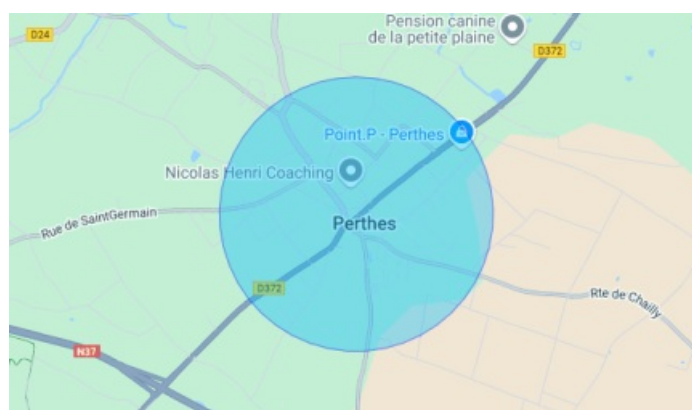 Pension canine
de la petite plaine
D24
D372
Point.P - Perthes
Nicolas Henri Coaching
Rue de SaintGermain
Perthes
D372
Rte de Chailly
N37